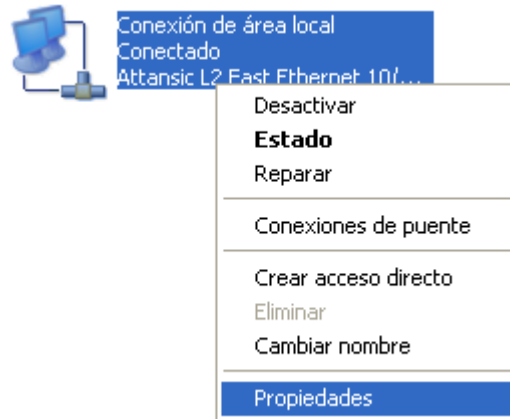 Conexión de área local
Conectado
Attansic L2 Fast Ethernet 10/...
Desactivar
Estado
Reparar
Conexiones de puente
Crear acceso directo
Eliminar
Cambiar nombre
Propiedades